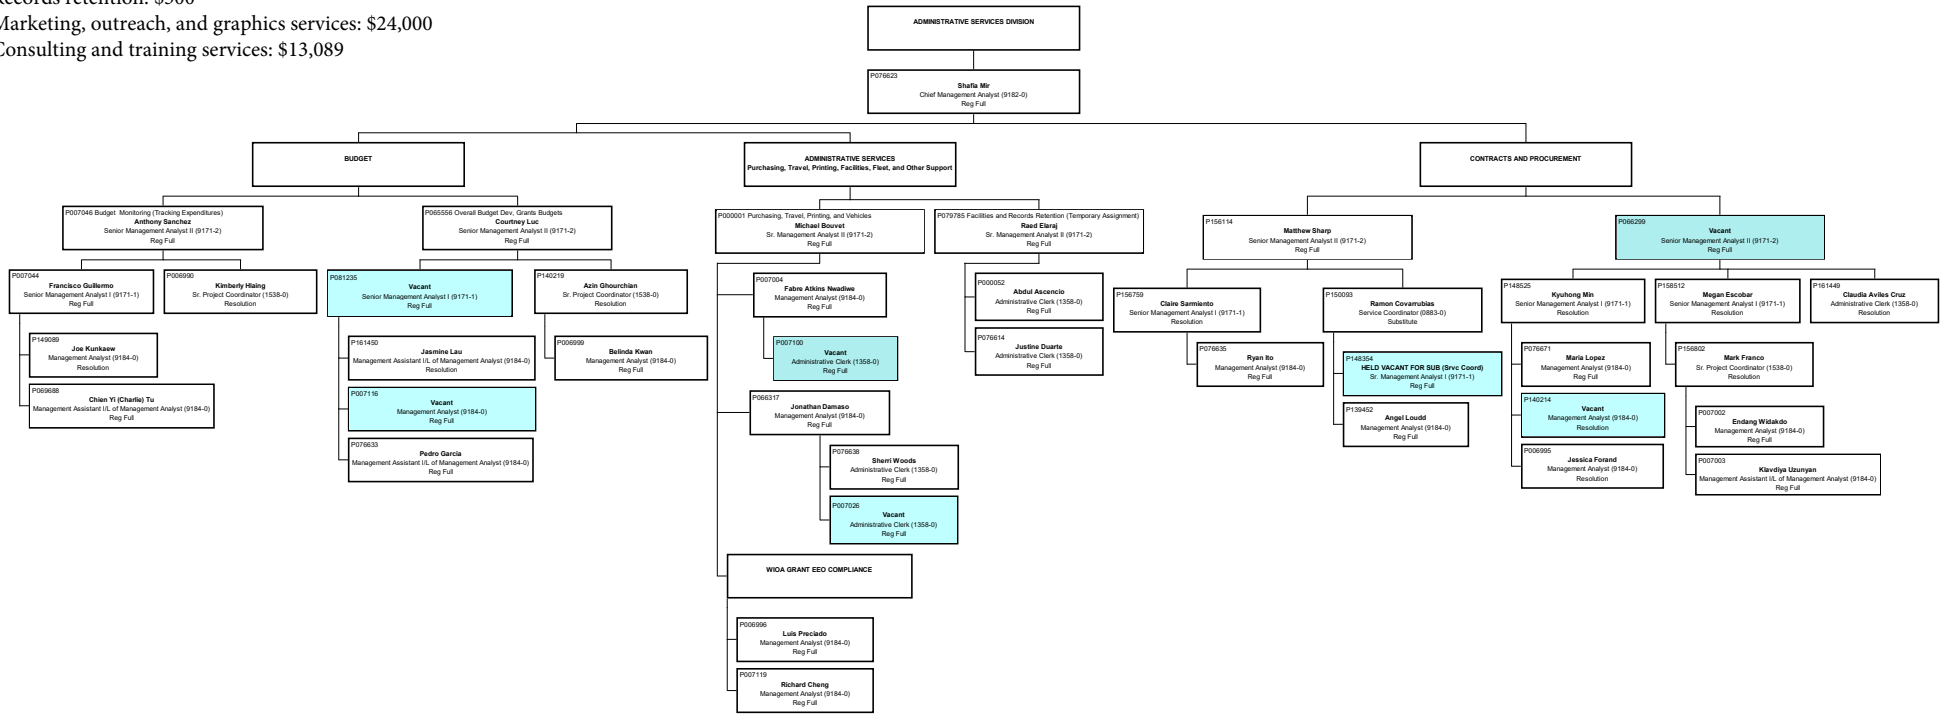 Records retention: $500
Marketing, outreach, and graphics services: $24,000
Consulting and training services: $13,089
ADMINISTRATIVE SERVICES DIVISION
P076623
Shafia Mir
Chief Management Analyst (9182-0)
Reg Full
BUDGET
ADMINISTRATIVE SERVICES
Purchasing, Travel, Printing, Facilities, Fleet, and Other Support
CONTRACTS AND PROCUREMENT
P007046 Budget Monitoring (Tracking Expenditures)
Anthony Sanchez
Senior Management Analyst II (9171-2)
Reg Full
P065556 Overall Budget Dev, Grants Budgets
Courtney Luc
Senior Management Analyst II (9171-2)
Reg Full
P000001 Purchasing, Travel, Printing, and Vehicles
Michael Bouvet
Sr. Management Analyst II (9171-2)
Reg Full
P079785 Facilities and Records Retention (Temporary Assignment)
Raed Elaraj
Sr. Management Analyst II (9171-2)
Reg Full
P156114
Matthew Sharp
Senior Management Analyst II (9171-2)
Reg Full
P066299
Vacant
Senior Management Analyst II (9171-2)
Reg Full
P007044
Francisco Guillermo
Senior Management Analyst I (9171-1)
Reg Full
P006990
Kimberly Hlaing
Sr. Project Coordinator (1538-0)
Resolution
P081235
Vacant
Senior Management Analyst I (9171-1)
Reg Full
P140219
Azin Ghourchian
Sr. Project Coordinator (1538-0)
Resolution
P007004
Fabre Atkins Nwadiwe
Management Analyst (9184-0)
Reg Full
P000052
Abdul Ascencio
Administrative Clerk (1358-0)
Reg Full
P156759
Claire Sarmiento
Senior Management Analyst I (9171-1)
Resolution
P150093
Ramon Covarrubias
Service Coordinator (0883-0)
Substitute
P148525
Kyuhong Min
Senior Management Analyst I (9171-1)
Resolution
P158512
Megan Escobar
Senior Management Analyst I (9171-1)
Resolution
P161449
Claudia Aviles Cruz
Administrative Clerk (1358-0)
Resolution
P149089
Joe Kunkaew
Management Analyst (9184-0)
Resolution
P069688
Chien Yi (Charlie) Tu
Management Assistant I/L of Management Analyst (9184-0)
Reg Full
P161450
Jasmine Lau
Management Assistant I/L of Management Analyst (9184-0)
Resolution
P007116
Vacant
Management Analyst (9184-0)
Reg Full
P076633
Pedro Garcia
Management Assistant I/L of Management Analyst (9184-0)
Reg Full
P006999
Belinda Kwan
Management Analyst (9184-0)
Reg Full
P007100
Vacant
Administrative Clerk (1358-0)
Reg Full
P076614
Justine Duarte
Administrative Clerk (1358-0)
Reg Full
P076635
Ryan Ito
Management Analyst (9184-0)
Reg Full
P148354
HELD VACANT FOR SUB (Srvc Coord)
Sr. Management Analyst I (9171-1)
Reg Full
P139452
Angel Loudd
Management Analyst (9184-0)
Reg Full
P076671
Maria Lopez
Management Analyst (9184-0)
Reg Full
P140214
Vacant
Management Analyst (9184-0)
Resolution
P006995
Jessica Forand
Management Analyst (9184-0)
Resolution
P156802
Mark Franco
Sr. Project Coordinator (1538-0)
Resolution
P007002
Endang Widakdo
Management Analyst (9184-0)
Reg Full
P007003
Klavdiya Uzunyan
Management Assistant I/L of Management Analyst (9184-0)
Reg Full
P066317
Jonathan Damaso
Management Analyst (9184-0)
Reg Full
P076638
Sherri Woods
Administrative Clerk (1358-0)
Reg Full
P007026
Vacant
Administrative Clerk (1358-0)
Reg Full
WIOA GRANT EEO COMPLIANCE
P006996
Luis Preciado
Management Analyst (9184-0)
Reg Full
P007119
Richard Cheng
Management Analyst (9184-0)
Reg Full